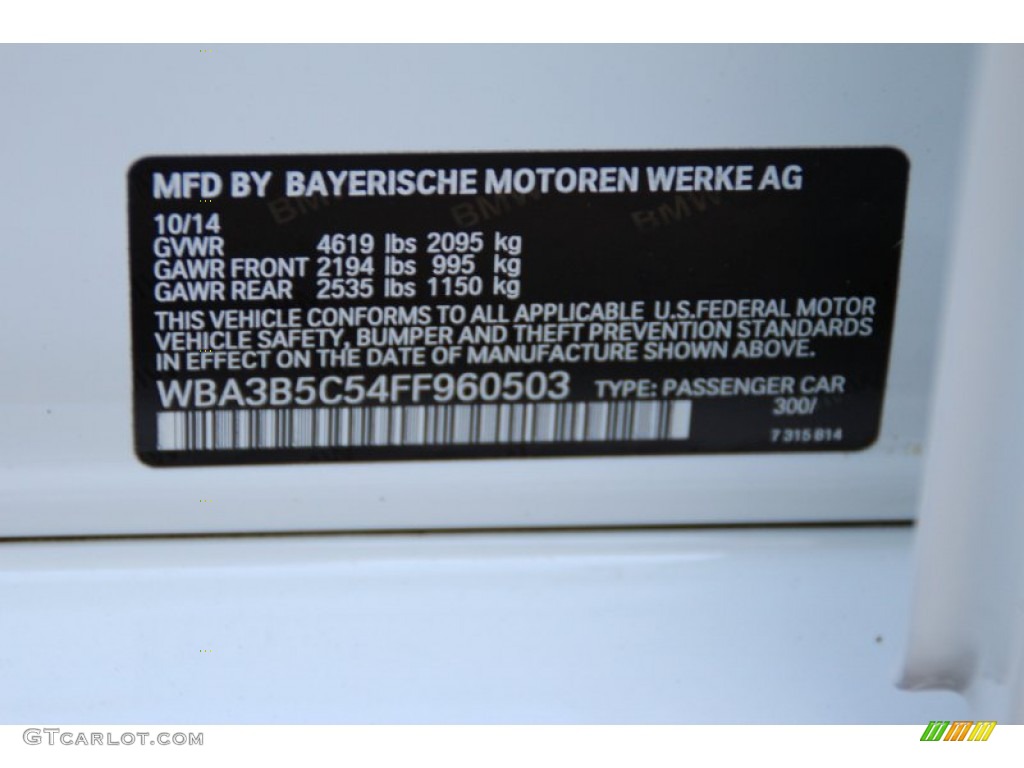 MFD BY BAYERISCHE MOTOREN WERKE AG
10/14
GVWR 4619 lbs 2095 kg
GAWR FRONT 2194 lbs 995 kg
GAWR REAR 2535 lbs 1150 kg
THIS VEHICLE CONFORMS TO ALL APPLICABLE U.S.FEDERAL MOTOR
VEHICLE SAFETY, BUMPER AND THEFT PREVENTION STANDARDS
IN EFFECT ON THE DATE OF MANUFACTURE SHOWN ABOVE.
WBA3B5C54FF960503 TYPE: PASSENGER CAR
300/
7 315 814
GTCARLOT.COM